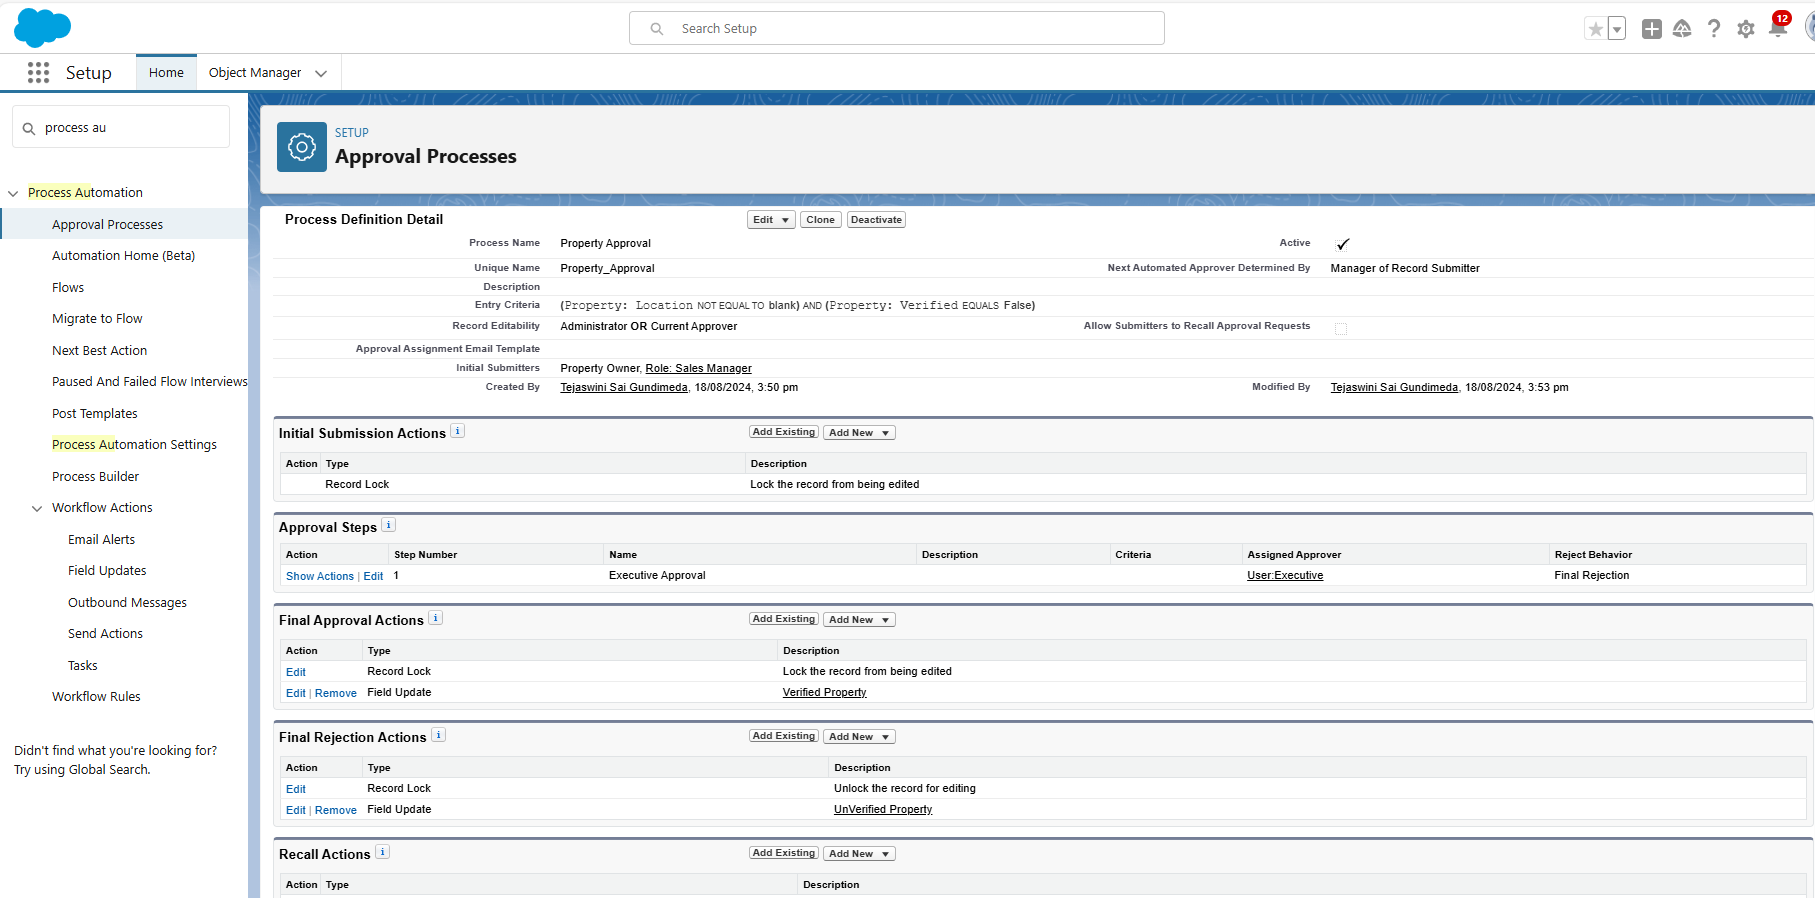 Search Setup
12
Setup
Home
Object Manager
process au
Process Automation
Approval Processes
Automation Home (Beta)
Flows
Migrate to Flow
Next Best Action
Paused And Failed Flow Interviews
Post Templates
Process Automation Settings
Process Builder
Workflow Actions
Email Alerts
Field Updates
Outbound Messages
Send Actions
Tasks
Workflow Rules
Didn't find what you're looking for?
Try using Global Search.
SETUP
Approval Processes
Process Definition Detail Edit Clone Deactivate
Process Name Property Approval Active
Unique Name Property_Approval Next Automated Approver Determined By Manager of Record Submitter
Description
Entry Criteria (Property: Location NOT EQUAL TO blank) AND (Property: Verified EQUALS False)
Record Editability Administrator OR Current Approver Allow Submitters to Recall Approval Requests
Approval Assignment Email Template
Initial Submitters Property Owner, Role: Sales Manager
Created By Tejaswini Sai Gundimeda, 18/08/2024, 3:50 pm Modified By Tejaswini Sai Gundimeda, 18/08/2024, 3:53 pm
Initial Submission Actions i Add Existing Add New
Action Type Description
Record Lock Lock the record from being edited
Approval Steps i
Action Step Number Name Description Criteria Assigned Approver Reject Behavior
Show Actions | Edit 1 Executive Approval User:Executive Final Rejection
Final Approval Actions i Add Existing Add New
Action Type Description
Edit Record Lock Lock the record from being edited
Edit | Remove Field Update Verified Property
Final Rejection Actions i Add Existing Add New
Action Type Description
Edit Record Lock Unlock the record for editing
Edit | Remove Field Update UnVerified Property
Recall Actions i Add Existing Add New
Action Type Description